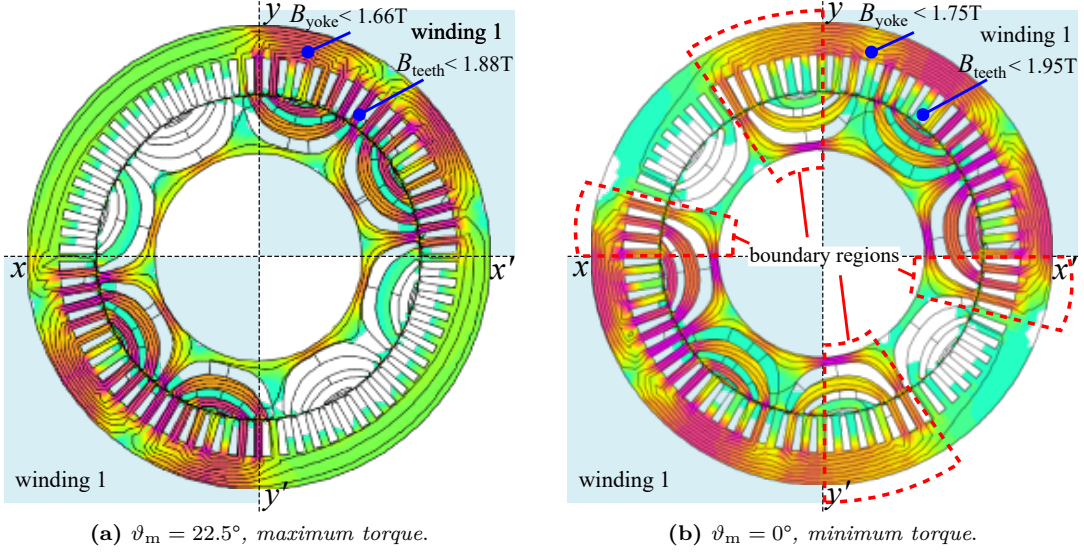 y
B_yoke < 1.66T
winding 1
B_teeth < 1.88T
x
x′
winding 1
y′
(a) ϑ_m = 22.5°, maximum torque.
y
B_yoke < 1.75T
winding 1
B_teeth < 1.95T
x
boundary regions
x′
winding 1
y′
(b) ϑ_m = 0°, minimum torque.